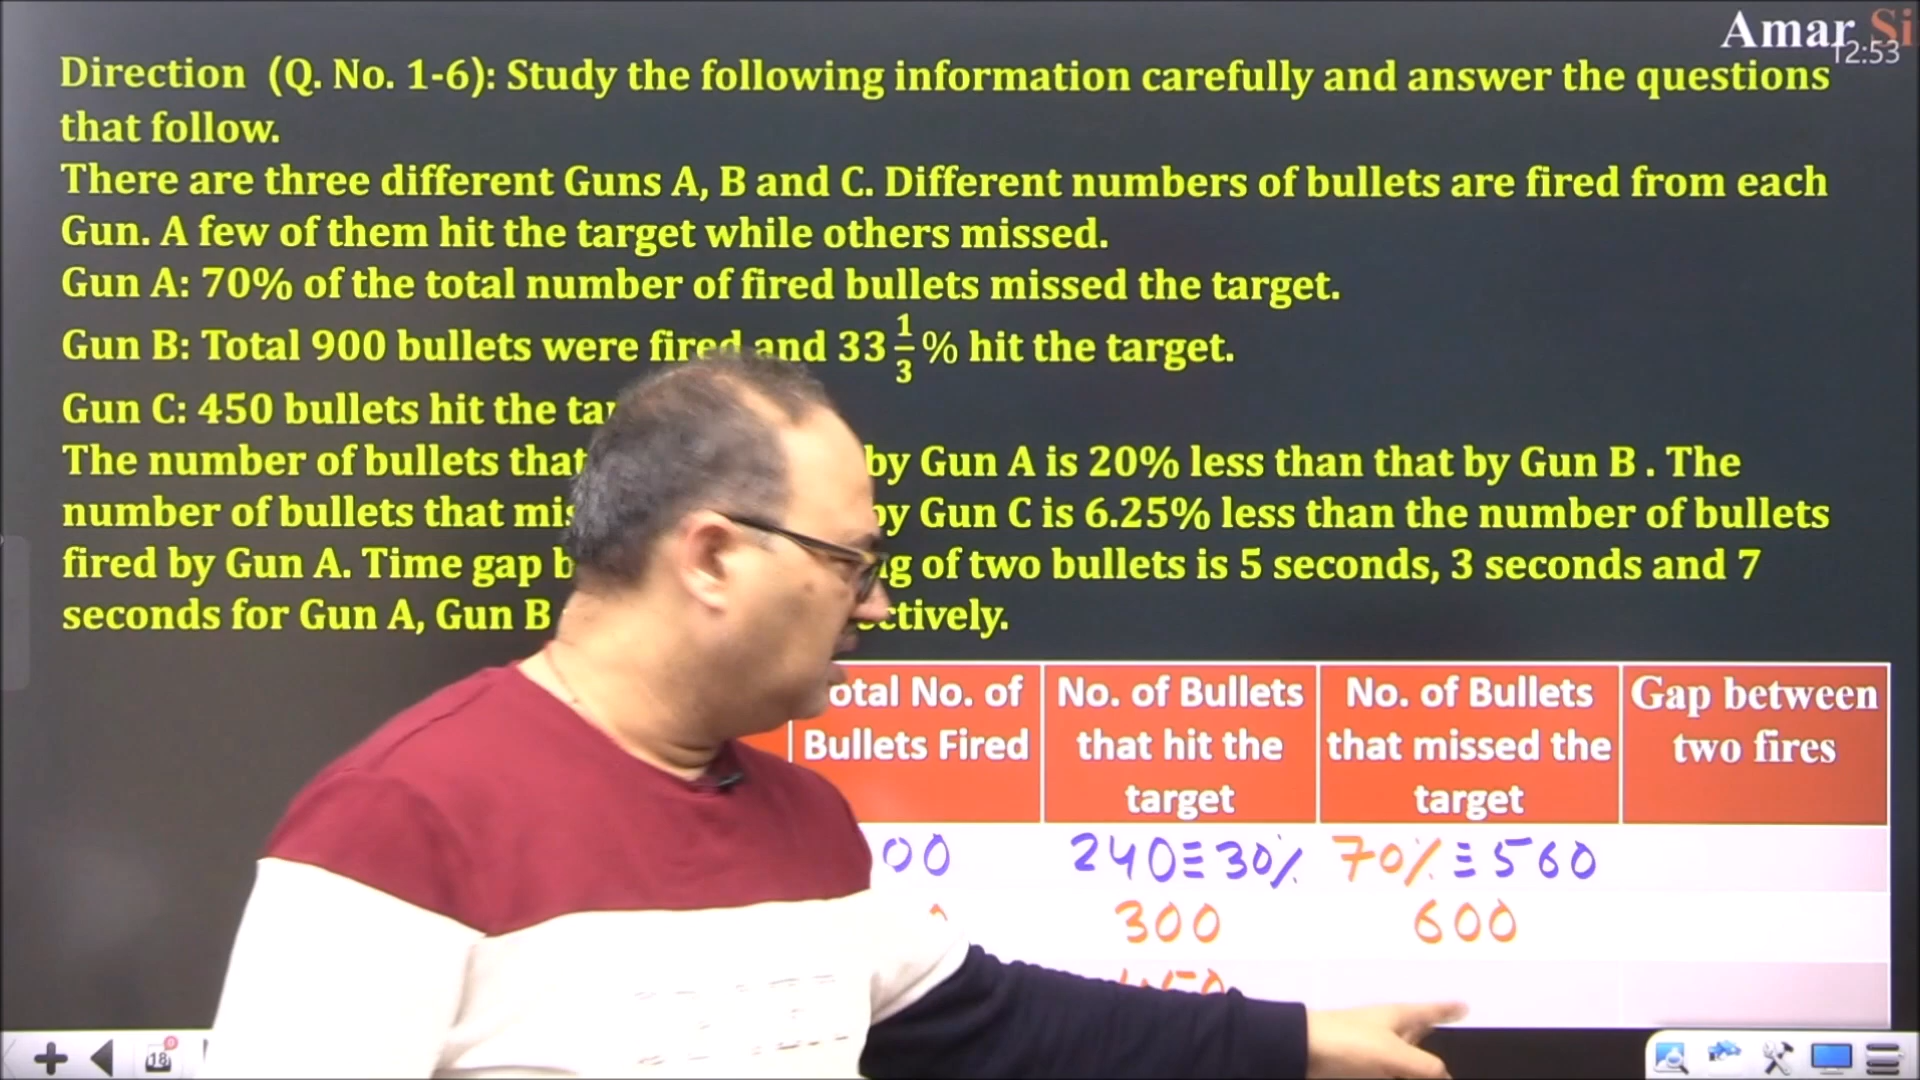 Amar Si
12:53
Direction (Q. No. 1-6): Study the following information carefully and answer the questions
that follow.
There are three different Guns A, B and C. Different numbers of bullets are fired from each
Gun. A few of them hit the target while others missed.
Gun A: 70% of the total number of fired bullets missed the target.
Gun B: Total 900 bullets were fired and 33 1/3 % hit the target.
Gun C: 450 bullets hit the
The number of bullets that by Gun A is 20% less than that by Gun B . The
number of bullets that by Gun C is 6.25% less than the number of bullets
fired by Gun A. Time gap of two bullets is 5 seconds, 3 seconds and 7
seconds for Gun A, Gun B
No. of
Bullets Fired
No. of Bullets
that hit the
target
No. of Bullets
that missed the
target
Gap between
two fires
00 240≡30% 70%≡560
300 600
450
18